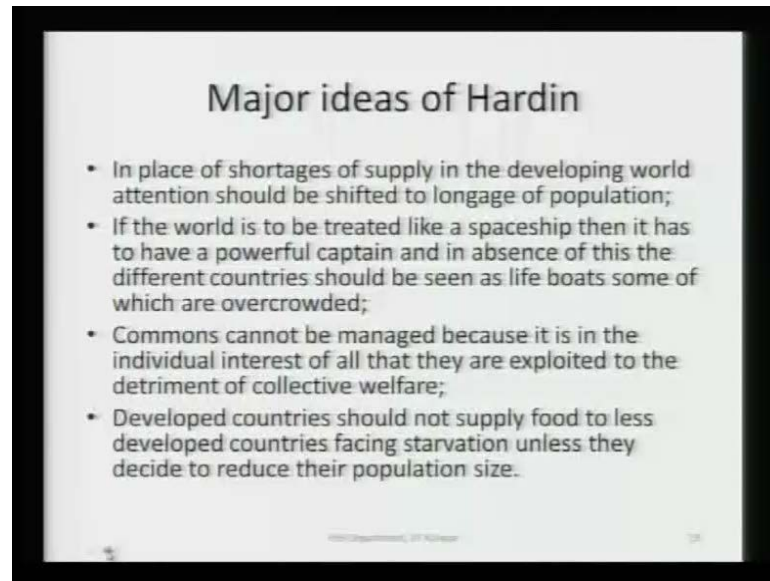 Major ideas of Hardin
• In place of shortages of supply in the developing world
attention should be shifted to longage of population;
• If the world is to be treated like a spaceship then it has
to have a powerful captain and in absence of this the
different countries should be seen as life boats some of
which are overcrowded;
• Commons cannot be managed because it is in the
individual interest of all that they are exploited to the
detriment of collective welfare;
• Developed countries should not supply food to less
developed countries facing starvation unless they
decide to reduce their population size.